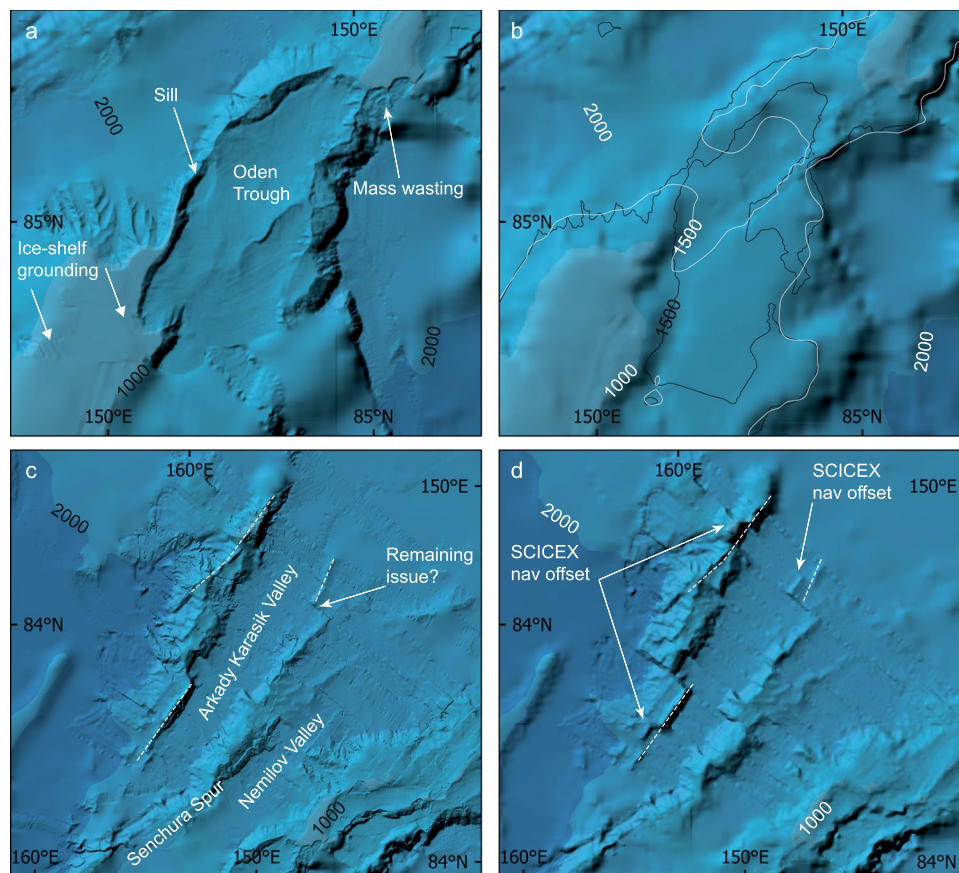 a
150°E
2000
Sill
Oden
Trough
Mass wasting
85°N
Ice-shelf
grounding
1000
2000
150°E
85°N
b
150°E
2000
85°N
1500
1500
1000
2000
150°E
85°N
c
160°E
150°E
2000
Remaining
issue?
84°N
Arkady Karasik Valley
Nemilov Valley
Senchura Spur
1000
160°E
150°E
84°N
d
160°E
SCICEX
nav offset
150°E
2000
SCICEX
nav offset
84°N
1000
160°E
150°E
84°N